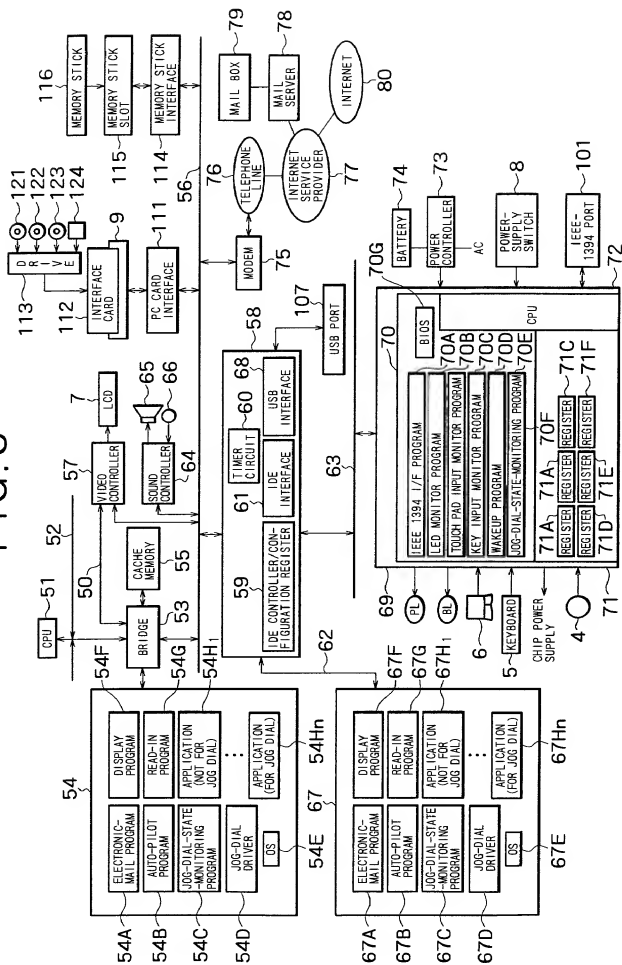 51
CPU
52
50
57
VIDEO
CONTROLLER
7
LCD
65
66
SOUND
CONTROLLER
64
53
BRIDGE
CACHE
MEMORY
55
121
122
123
124
DRIVE
113
112
INTERFACE
CARD
9
PC CARD
INTERFACE
111
116
MEMORY STICK
MEMORY STICK
SLOT
115
MEMORY STICK
INTERFACE
114
56
54
54A
ELECTRONIC-
MAIL PROGRAM
54B
AUTO-PILOT
PROGRAM
54C
JOG-DIAL-STATE
-MONITORING
PROGRAM
54D
JOG-DIAL
DRIVER
OS
54E
DISPLAY
PROGRAM
54F
READ-IN
PROGRAM
54G
APPLICATION
(NOT FOR
JOG DIAL)
54H1
APPLICATION
(FOR JOG DIAL)
54Hn
58
59
IDE CONTROLLER/CON-
FIGURATION REGISTER
TIMER
CIRCUIT
60
61
IDE
INTERFACE
68
USB
INTERFACE
USB PORT
107
MODEM
75
76
TELEPHONE
LINE
79
MAIL BOX
MAIL
SERVER
78
INTERNET
SERVICE
PROVIDER
77
INTERNET
80
62
63
67
67A
ELECTRONIC-
MAIL PROGRAM
67B
AUTO-PILOT
PROGRAM
67C
JOG-DIAL-STATE
-MONITORING
PROGRAM
67D
JOG-DIAL
DRIVER
OS
67E
DISPLAY
PROGRAM
67F
READ-IN
PROGRAM
67G
APPLICATION
(NOT FOR
JOG DIAL)
67H1
APPLICATION
(FOR JOG DIAL)
67Hn
69
PL
BL
6
5
KEYBOARD
CHIP POWER
SUPPLY
4
70
IEEE 1394 I/F PROGRAM
LED MONITOR PROGRAM
TOUCH PAD INPUT MONITOR PROGRAM
KEY INPUT MONITOR PROGRAM
WAKEUP PROGRAM
JOG-DIAL-STATE-MONITORING PROGRAM
70A
70B
70C
70D
70E
70F
BIOS
70G
CPU
72
71
71A
REGISTER
71A
REGISTER
REGISTER
71C
REGISTER
71D
REGISTER
71E
REGISTER
71F
BATTERY
74
POWER
CONTROLLER
73
AC
POWER-
SUPPLY
SWITCH
8
IEEE-
1394 PORT
101